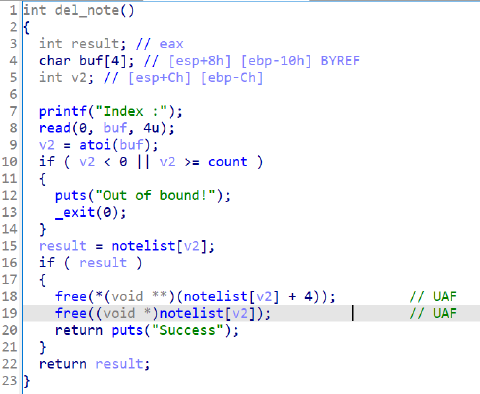 1 int del_note()
2 {
3   int result; // eax
4   char buf[4]; // [esp+8h] [ebp-10h] BYREF
5   int v2; // [esp+Ch] [ebp-Ch]
6
7   printf("Index :");
8   read(0, buf, 4u);
9   v2 = atoi(buf);
10   if ( v2 < 0 || v2 >= count )
11   {
12     puts("Out of bound!");
13     _exit(0);
14   }
15   result = notelist[v2];
16   if ( result )
17   {
18     free(*(void **)(notelist[v2] + 4));        // UAF
19     free((void *)notelist[v2]);                // UAF
20     return puts("Success");
21   }
22   return result;
23 }